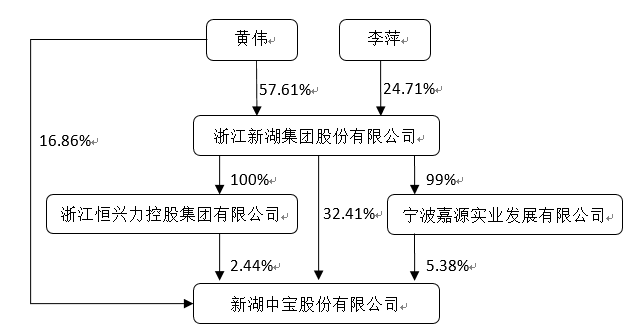 黄伟
李萍
57.61%
24.71%
16.86%
浙江新湖集团股份有限公司
100%
99%
浙江恒兴力控股集团有限公司
32.41%
宁波嘉源实业发展有限公司
2.44%
5.38%
新湖中宝股份有限公司